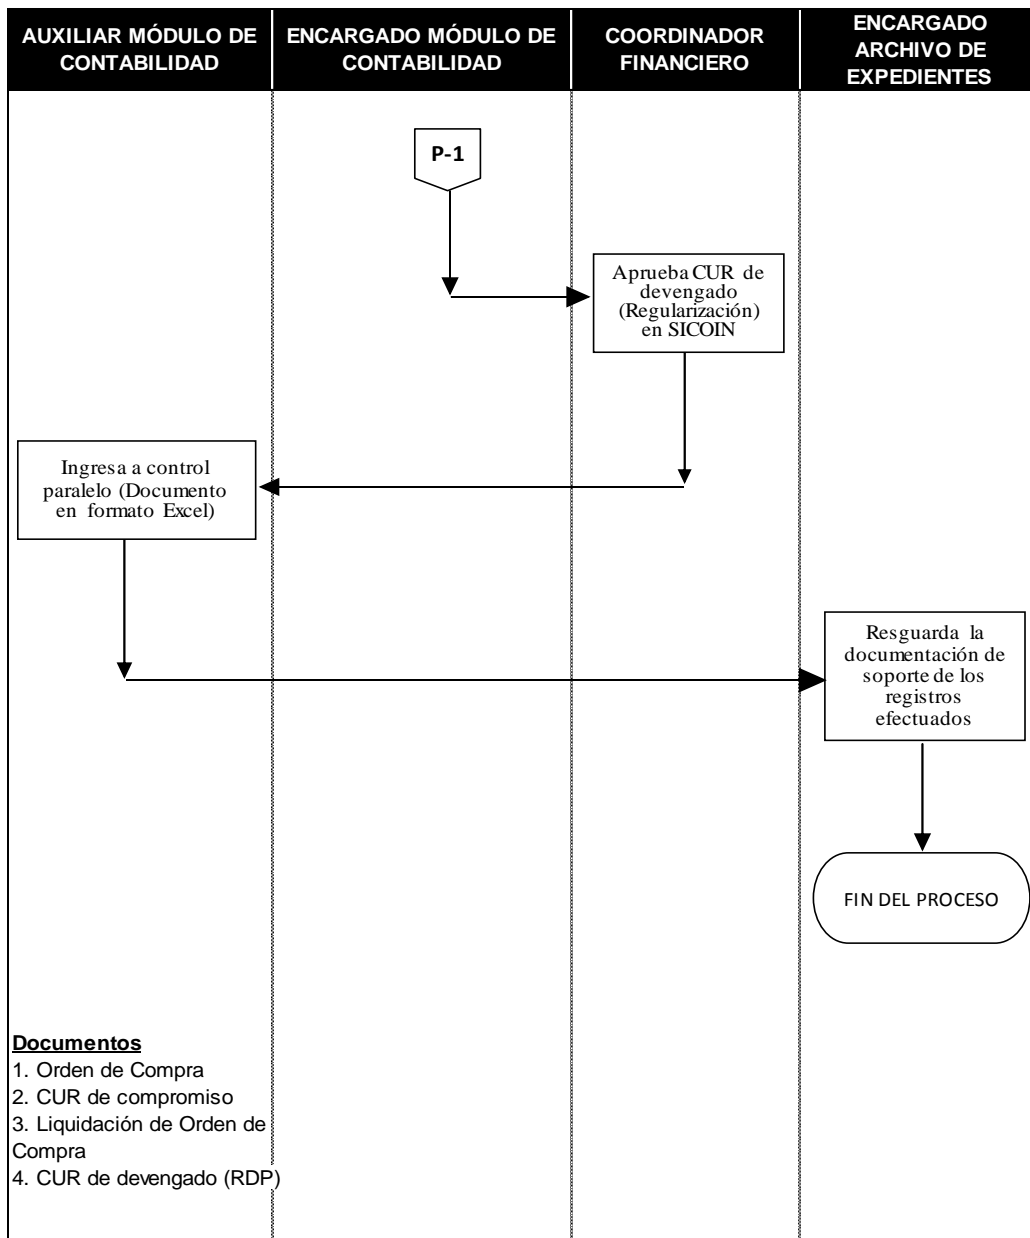 AUXILIAR MÓDULO DE
CONTABILIDAD
ENCARGADO MÓDULO DE
CONTABILIDAD
COORDINADOR
FINANCIERO
ENCARGADO
ARCHIVO DE
EXPEDIENTES
P-1
Aprueba CUR de
devengado
(Regularización)
en SICOIN
Ingresa a control
paralelo (Documento
en formato Excel)
Resguarda la
documentación de
soporte de los
registros
efectuados
FIN DEL PROCESO
Documentos
1. Orden de Compra
2. CUR de compromiso
3. Liquidación de Orden de
Compra
4. CUR de devengado (RDP)